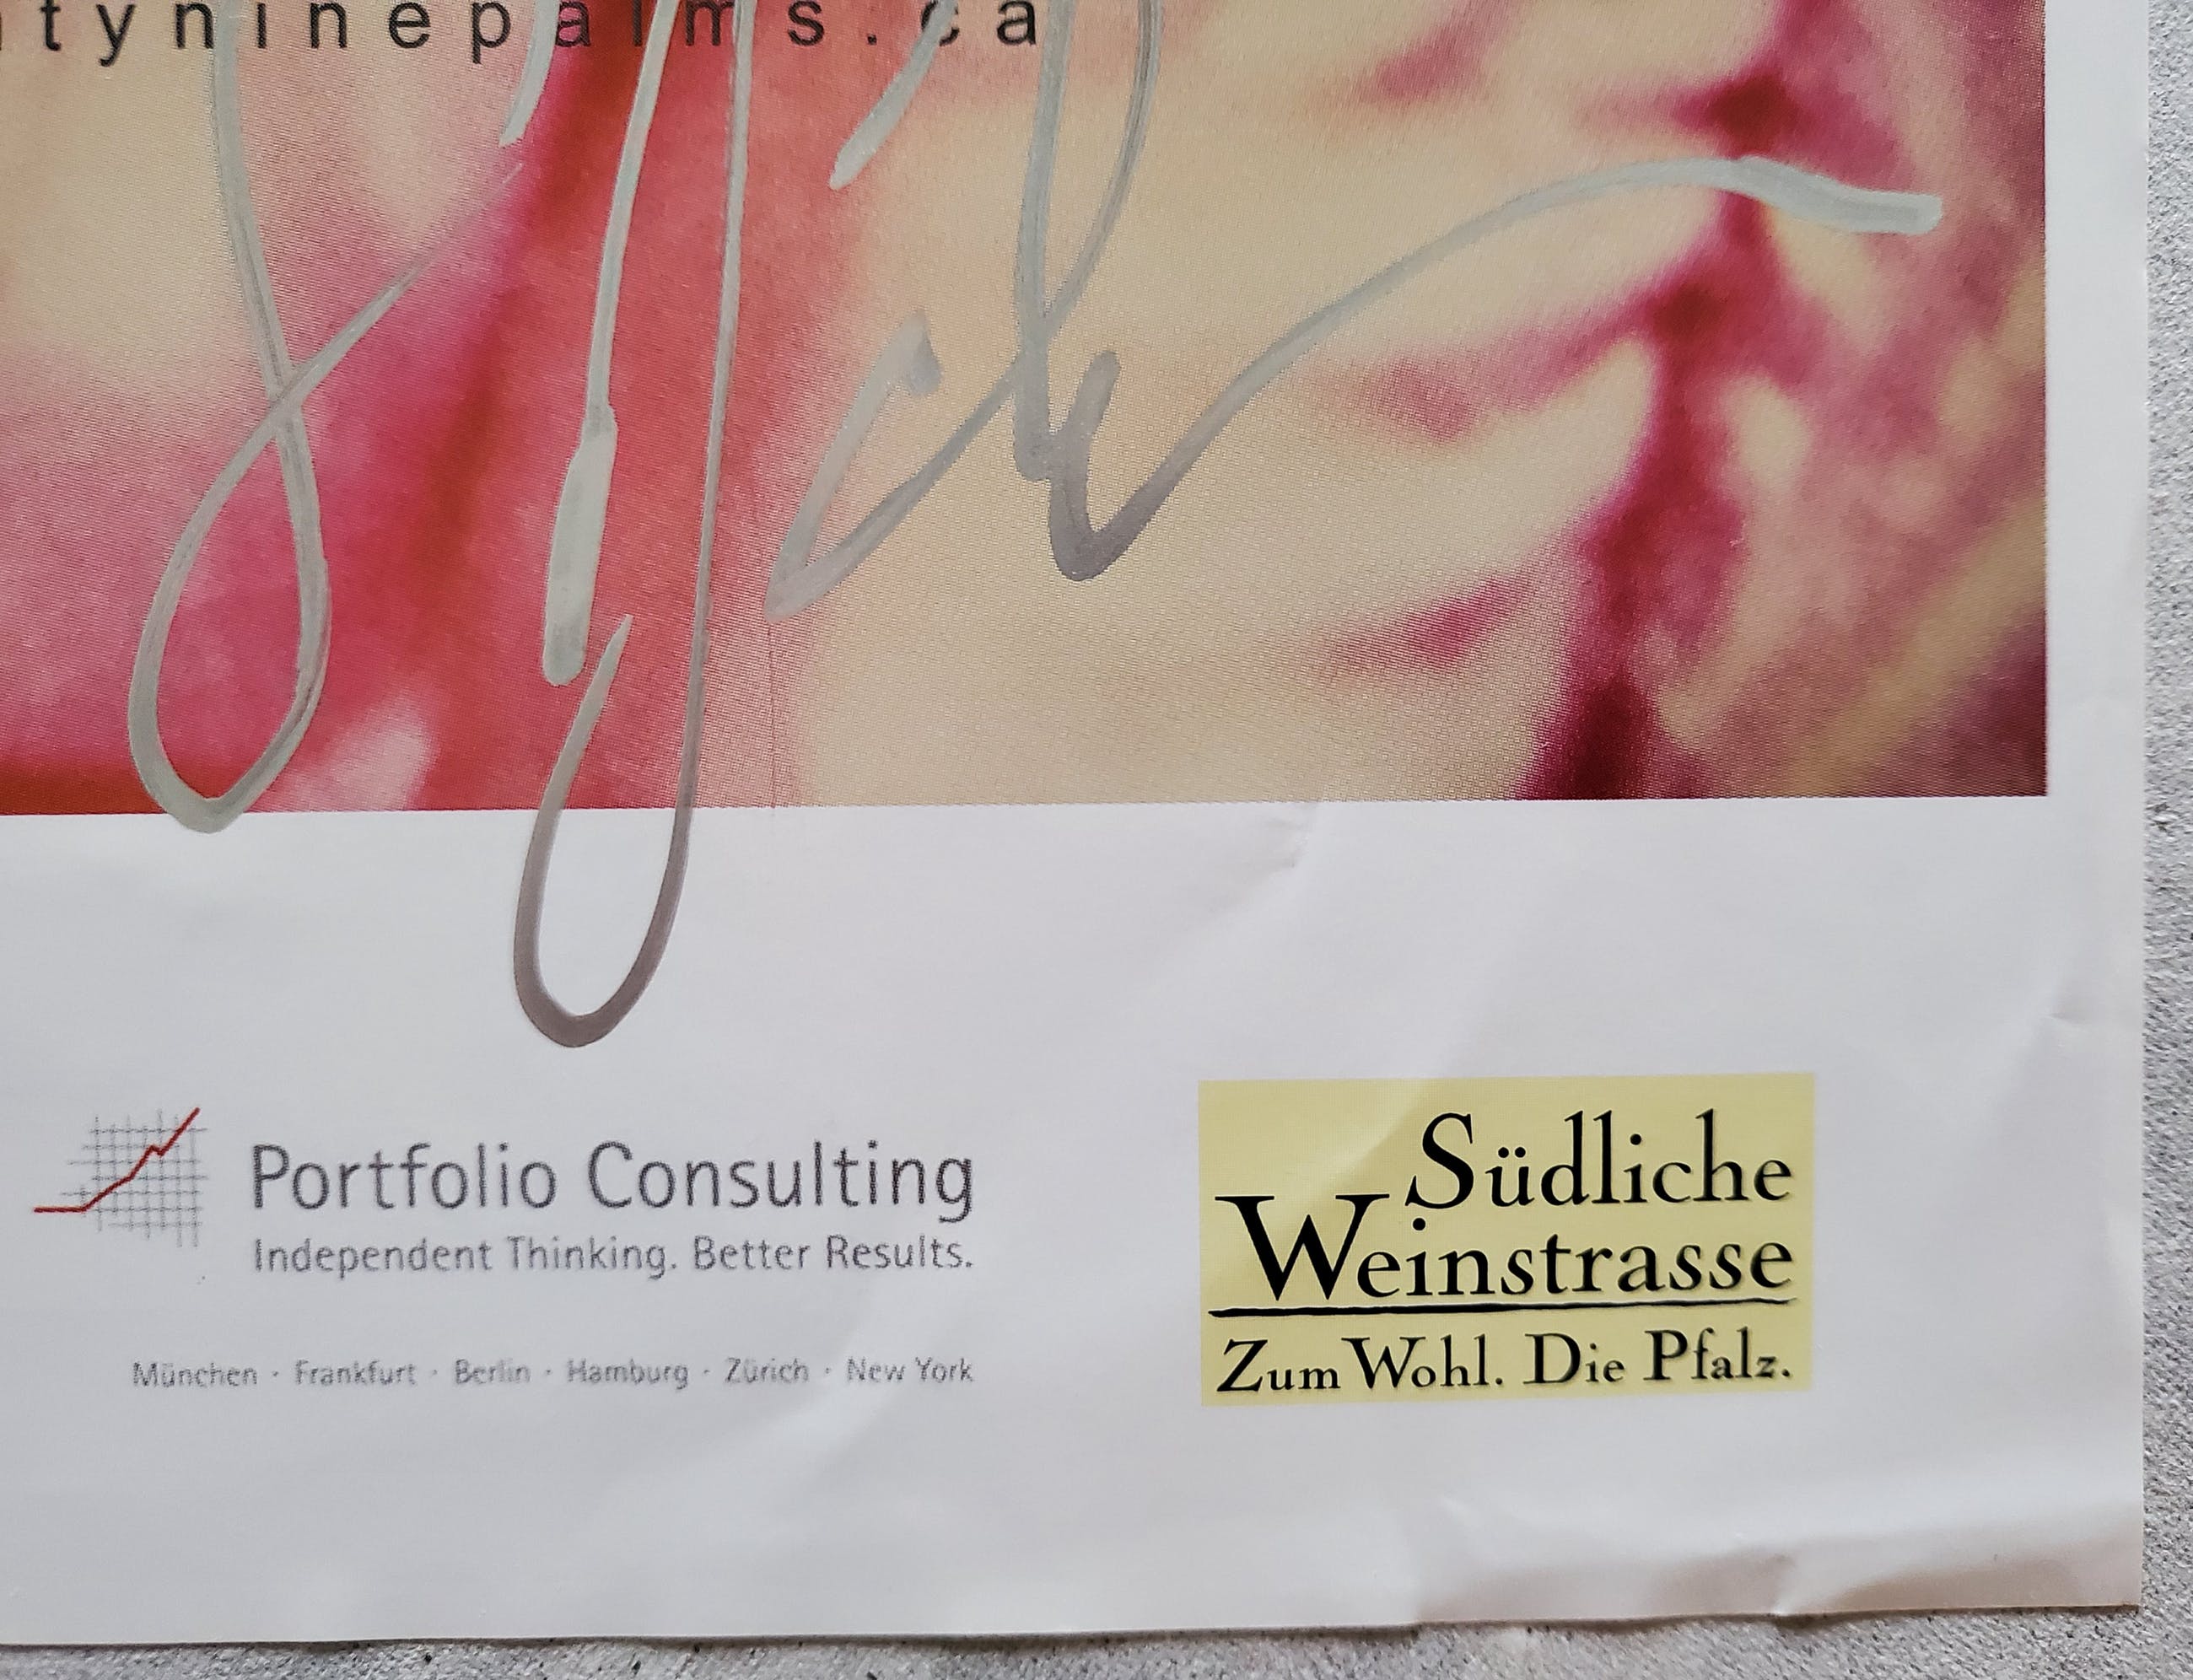 tyninepalms.ca
Portfolio Consulting
Independent Thinking. Better Results.
München · Frankfurt · Berlin · Hamburg · Zürich · New York
Südliche
Weinstrasse
Zum Wohl. Die Pfalz.